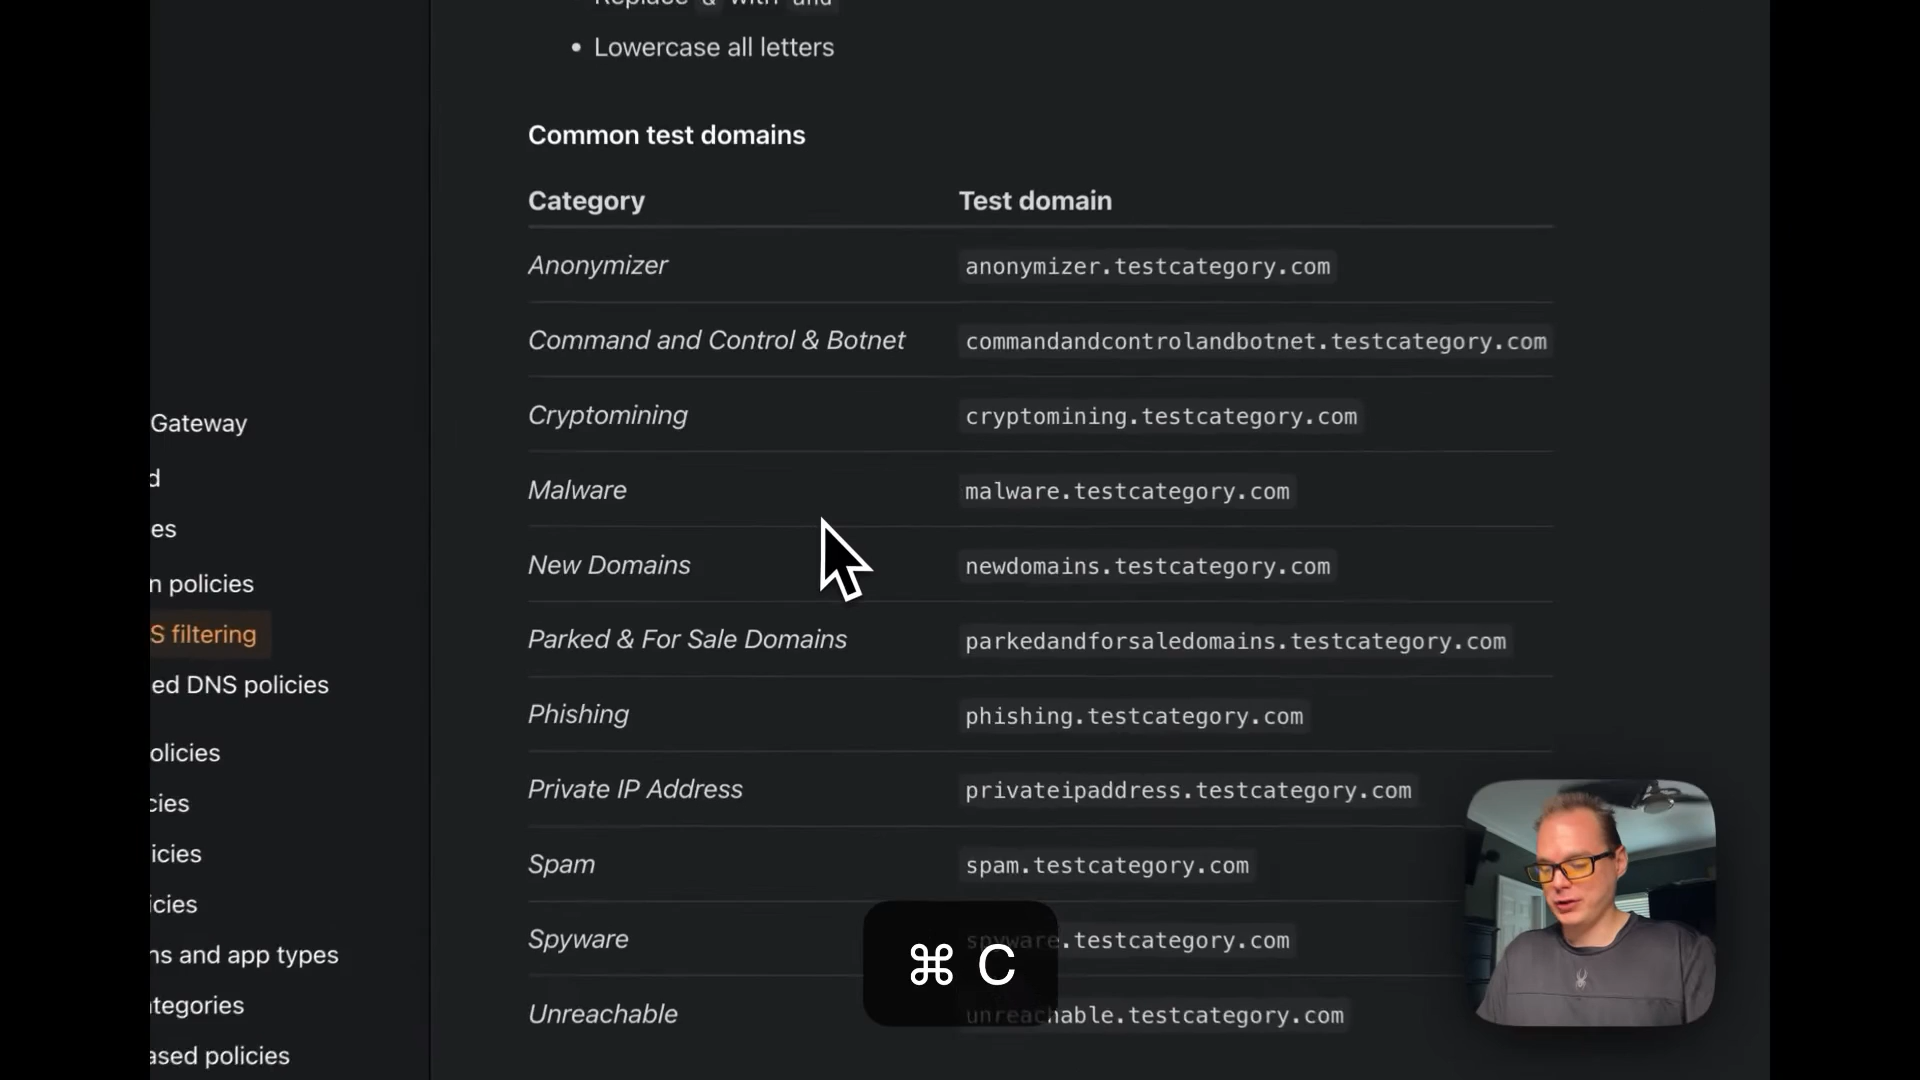 Lowercase all letters
Common test domains
Category Test domain
Anonymizer anonymizer.testcategory.com
Command and Control & Botnet commandandcontrolandbotnet.testcategory.com
Cryptomining cryptomining.testcategory.com
Malware malware.testcategory.com
New Domains newdomains.testcategory.com
Parked & For Sale Domains parkedandforsaledomains.testcategory.com
Phishing phishing.testcategory.com
Private IP Address privateipaddress.testcategory.com
Spam spam.testcategory.com
Spyware spyware.testcategory.com
Unreachable unreachable.testcategory.com
Gateway
d
es
n policies
S filtering
ed DNS policies
olicies
cies
icies
icies
ns and app types
ategories
ased policies
⌘ C